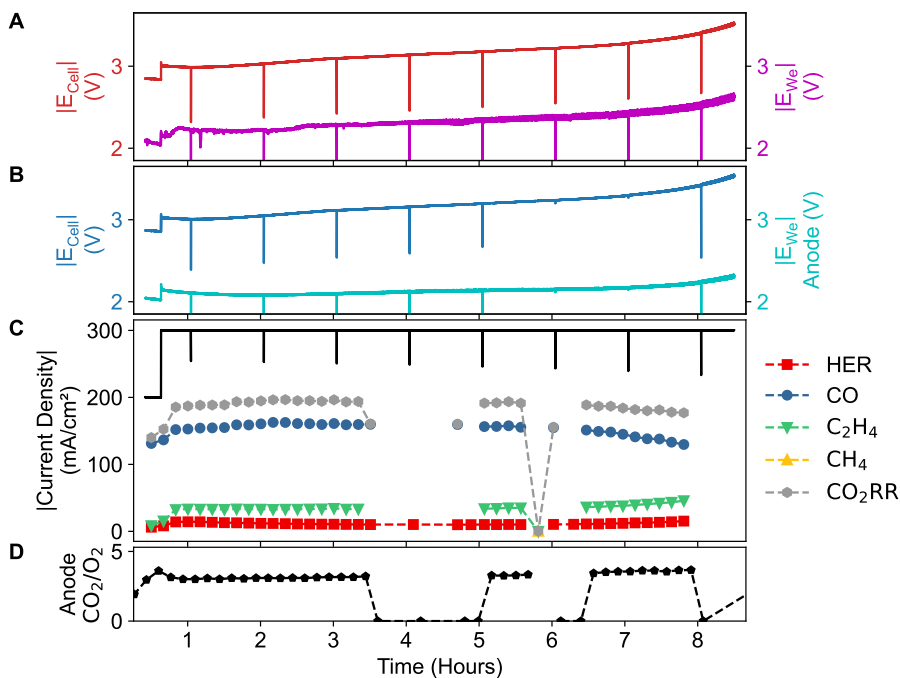 A
|E_Cell|
(V)
3
2
3
2
|E_We|
(V)
B
|E_Cell|
(V)
3
2
3
2
|E_We|
Anode (V)
C
|Current Density|
(mA/cm²)
300
200
100
0
HER
CO
C₂H₄
CH₄
CO₂RR
D
Anode
CO₂/O₂
5
0
1 2 3 4 5 6 7 8
Time (Hours)